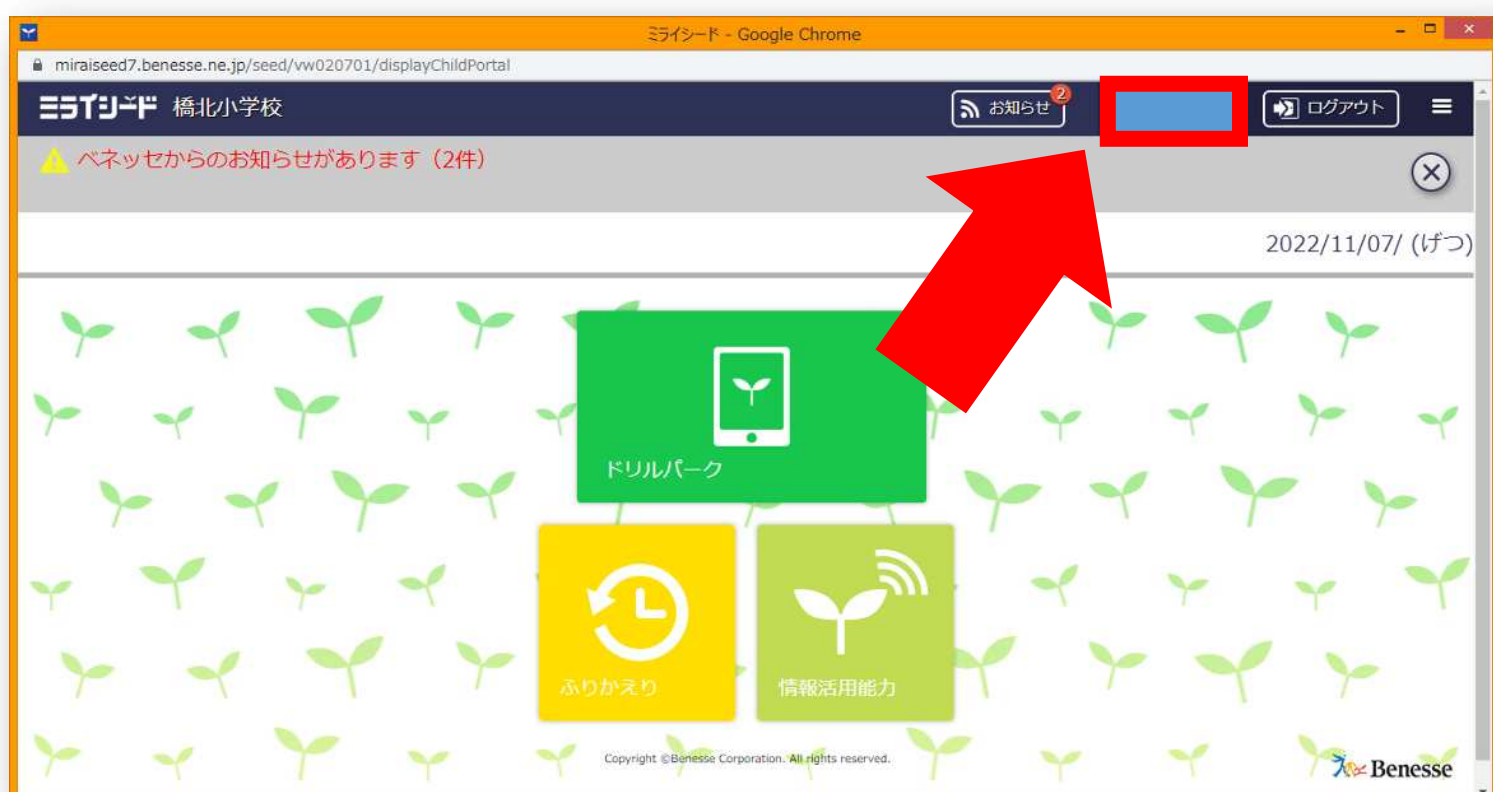 ミライシード - Google Chrome
miraiseed7.benesse.ne.jp/seed/vw020701/displayChildPortal
ミライシード 橋北小学校
お知らせ 2
ログアウト
ベネッセからのお知らせがあります（2件）
2022/11/07/ (げつ)
ドリルパーク
ふりかえり
情報活用能力
Copyright ©Benesse Corporation. All rights reserved.
Benesse